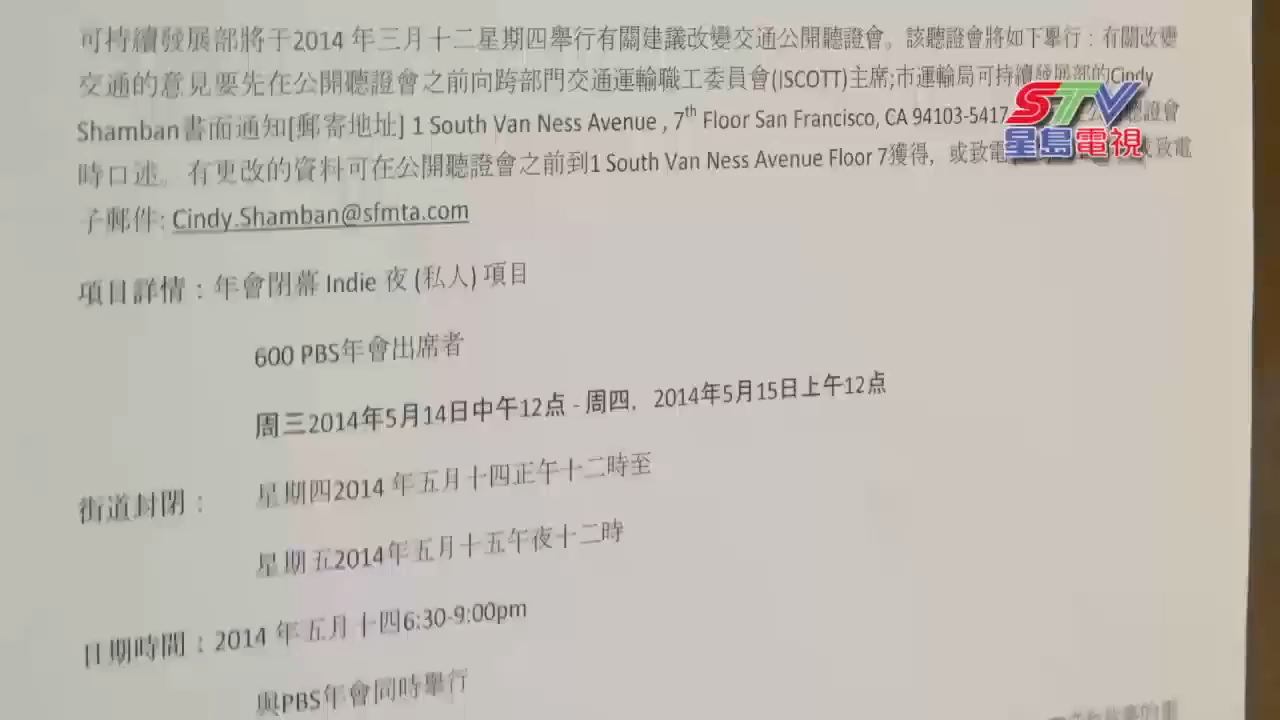 可持續發展部將于2014 年三月十二星期四舉行有關建議改變交通公開聽證會。該聽證會將如下舉行：有關改變
交通的意見要先在公開聽證會之前向跨部門交通運輸職工委員會(ISCOTT)主席;市運輸局可持續發展部的Cindy
Shamban書面通知[郵寄地址] 1 South Van Ness Avenue , 7th Floor San Francisco, CA 94103-5417 聽證會
時口述。有更改的資料可在公開聽證會之前到1 South Van Ness Avenue Floor 7獲得，或致電 或致電
子郵件: Cindy.Shamban@sfmta.com
STV
星島電視
項目詳情：年會閉幕 Indie 夜 (私人) 項目
600 PBS年會出席者
周三2014年5月14日中午12点 - 周四，2014年5月15日上午12点
街道封閉： 星期四2014 年五月十四正午十二時至
星期五2014年五月十五午夜十二時
日期時間：2014 年五月十四6:30-9:00pm
與PBS年會同時舉行